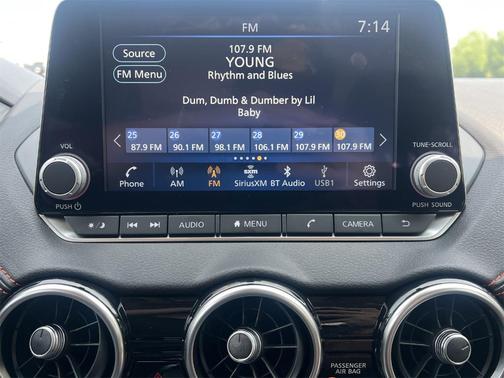 FM
7:14
Source
FM Menu
107.9 FM
YOUNG
Rhythm and Blues
Dum, Dumb & Dumber by Lil
Baby
25 26 27 28 29 30
87.9 FM 90.1 FM 98.1 FM 106.1 FM 107.9 FM 107.9 FM
sxm
Phone AM FM SiriusXM BT Audio USB1 Settings
VOL
PUSH
TUNE·SCROLL
PUSH SOUND
AUDIO MENU CAMERA
PASSENGER
AIR BAG